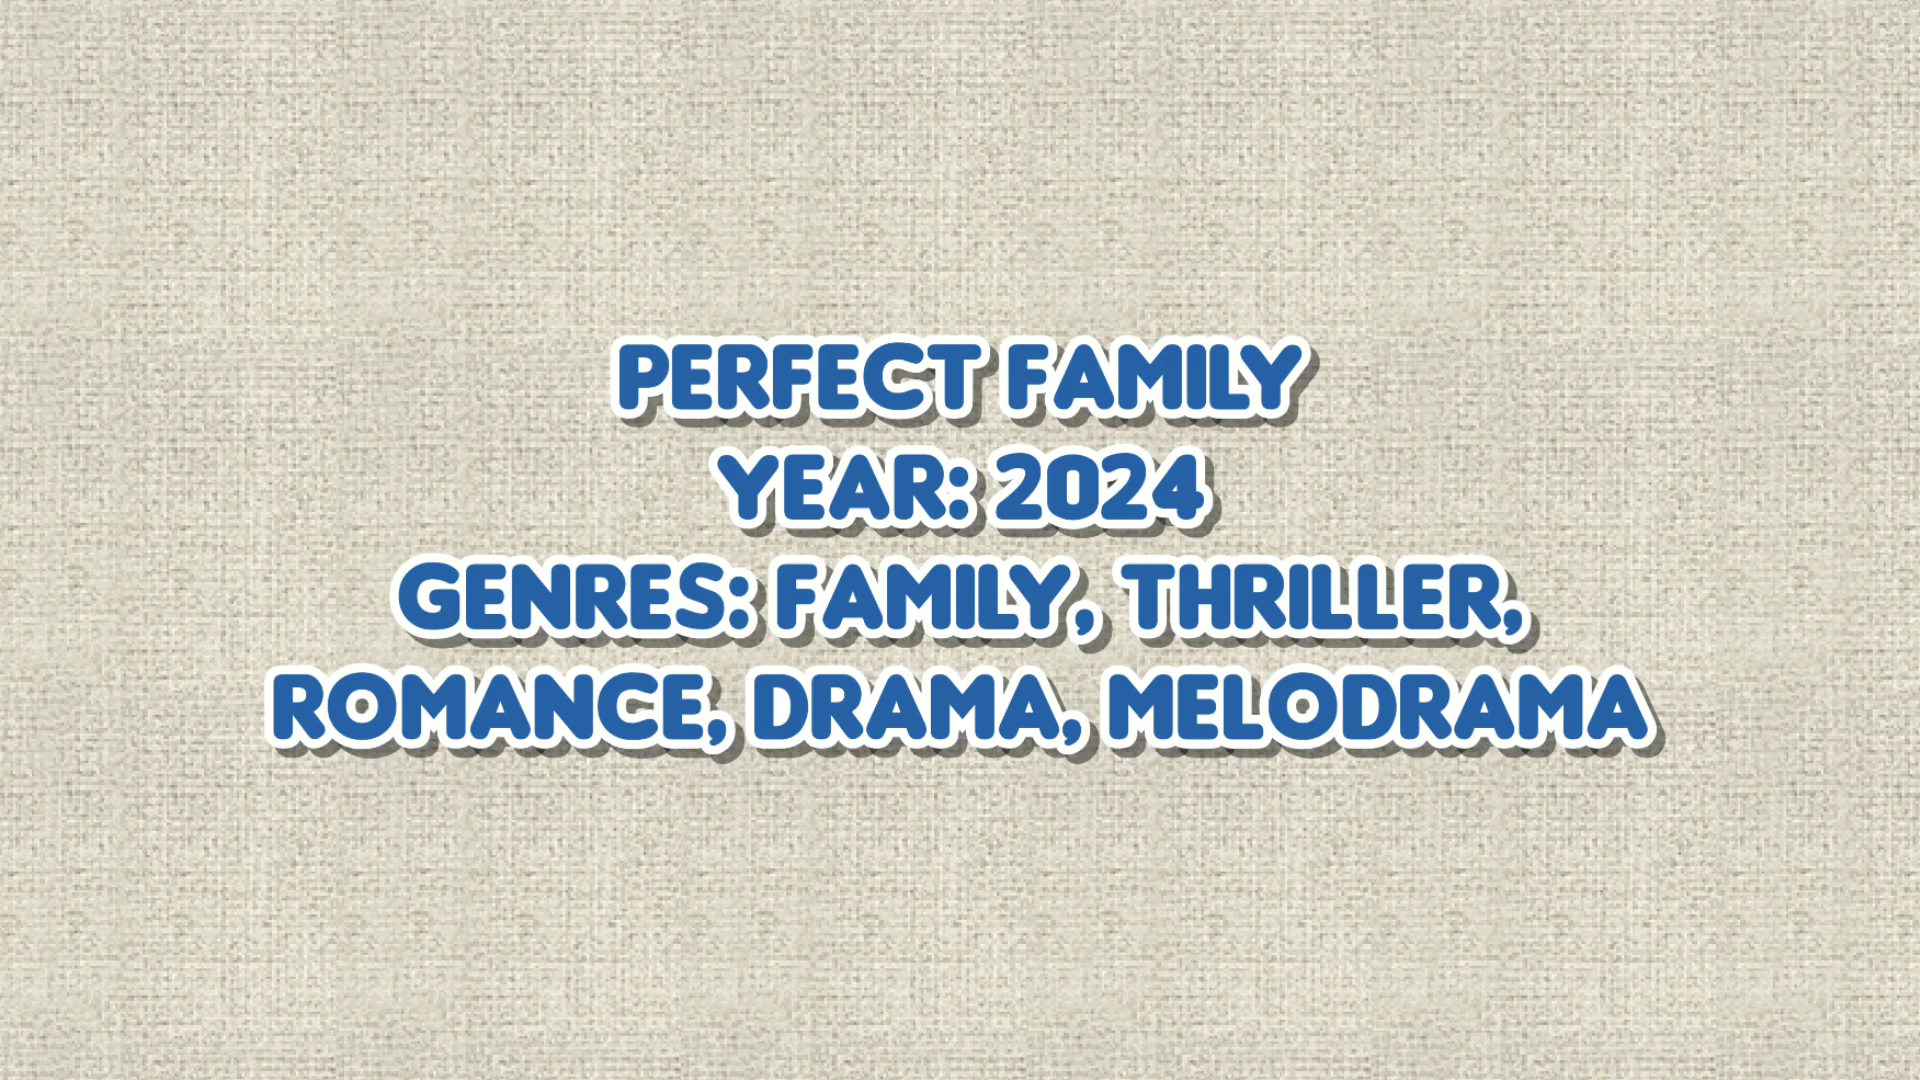 PERFECT FAMILY
YEAR: 2024
GENRES: FAMILY, THRILLER,
ROMANCE, DRAMA, MELODRAMA